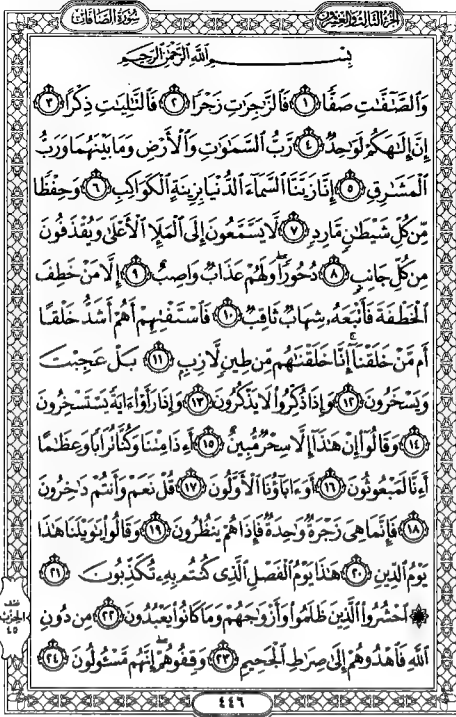 سورة الصافات
الجزء الثالث والعشرون
بِسْمِ اللَّهِ الرَّحْمَٰنِ الرَّحِيمِ
وَالصَّٰٓفَّٰتِ صَفًّا ١ فَالزَّٰجِرَٰتِ زَجْرًا ٢ فَالتَّٰلِيَٰتِ ذِكْرًا ٣
إِنَّ إِلَٰهَكُمْ لَوَٰحِدٌ ٤ رَّبُّ السَّمَٰوَٰتِ وَالْأَرْضِ وَمَا بَيْنَهُمَا وَرَبُّ
الْمَشَٰرِقِ ٥ إِنَّا زَيَّنَّا السَّمَآءَ الدُّنْيَا بِزِينَةٍ الْكَوَاكِبِ ٦ وَحِفْظًا
مِّن كُلِّ شَيْطَٰنٍ مَّارِدٍ ٧ لَّا يَسَّمَّعُونَ إِلَى الْمَلَإِ الْأَعْلَىٰ وَيُقْذَفُونَ
مِن كُلِّ جَانِبٍ ٨ دُحُورًا ۖ وَلَهُمْ عَذَابٌ وَاصِبٌ ٩ إِلَّا مَنْ خَطِفَ
الْخَطْفَةَ فَأَتْبَعَهُۥ شِهَابٌ ثَاقِبٌ ١٠ فَاسْتَفْتِهِمْ أَهُمْ أَشَدُّ خَلْقًا
أَم مَّنْ خَلَقْنَآ ۚ إِنَّا خَلَقْنَٰهُم مِّن طِينٍ لَّازِبٍ ١١ بَلْ عَجِبْتَ
وَيَسْخَرُونَ ١٢ وَإِذَا ذُكِّرُوا لَا يَذْكُرُونَ ١٣ وَإِذَا رَأَوْا ءَايَةً يَسْتَسْخِرُونَ
١٤ وَقَالُوٓا إِنْ هَٰذَآ إِلَّا سِحْرٌ مُّبِينٌ ١٥ أَءِذَا مِتْنَا وَكُنَّا تُرَابًا وَعِظَٰمًا
أَءِنَّا لَمَبْعُوثُونَ ١٦ أَوَءَابَآؤُنَا الْأَوَّلُونَ ١٧ قُلْ نَعَمْ وَأَنتُمْ دَٰخِرُونَ
١٨ فَإِنَّمَا هِيَ زَجْرَةٌ وَٰحِدَةٌ فَإِذَا هُمْ يَنظُرُونَ ١٩ وَقَالُوا يَٰوَيْلَنَا هَٰذَا
يَوْمُ الدِّينِ ٢٠ هَٰذَا يَوْمُ الْفَصْلِ الَّذِي كُنتُم بِهِۦ تُكَذِّبُونَ ٢١
۞ احْشُرُوا الَّذِينَ ظَلَمُوا وَأَزْوَٰجَهُمْ وَمَا كَانُوا يَعْبُدُونَ ٢٢ مِن دُونِ
اللَّهِ فَاهْدُوهُمْ إِلَىٰ صِرَٰطِ الْجَحِيمِ ٢٣ وَقِفُوهُمْ ۖ إِنَّهُم مَّسْـُٔولُونَ ٢٤
نصف
الحزب
٤٥
٤٤٦